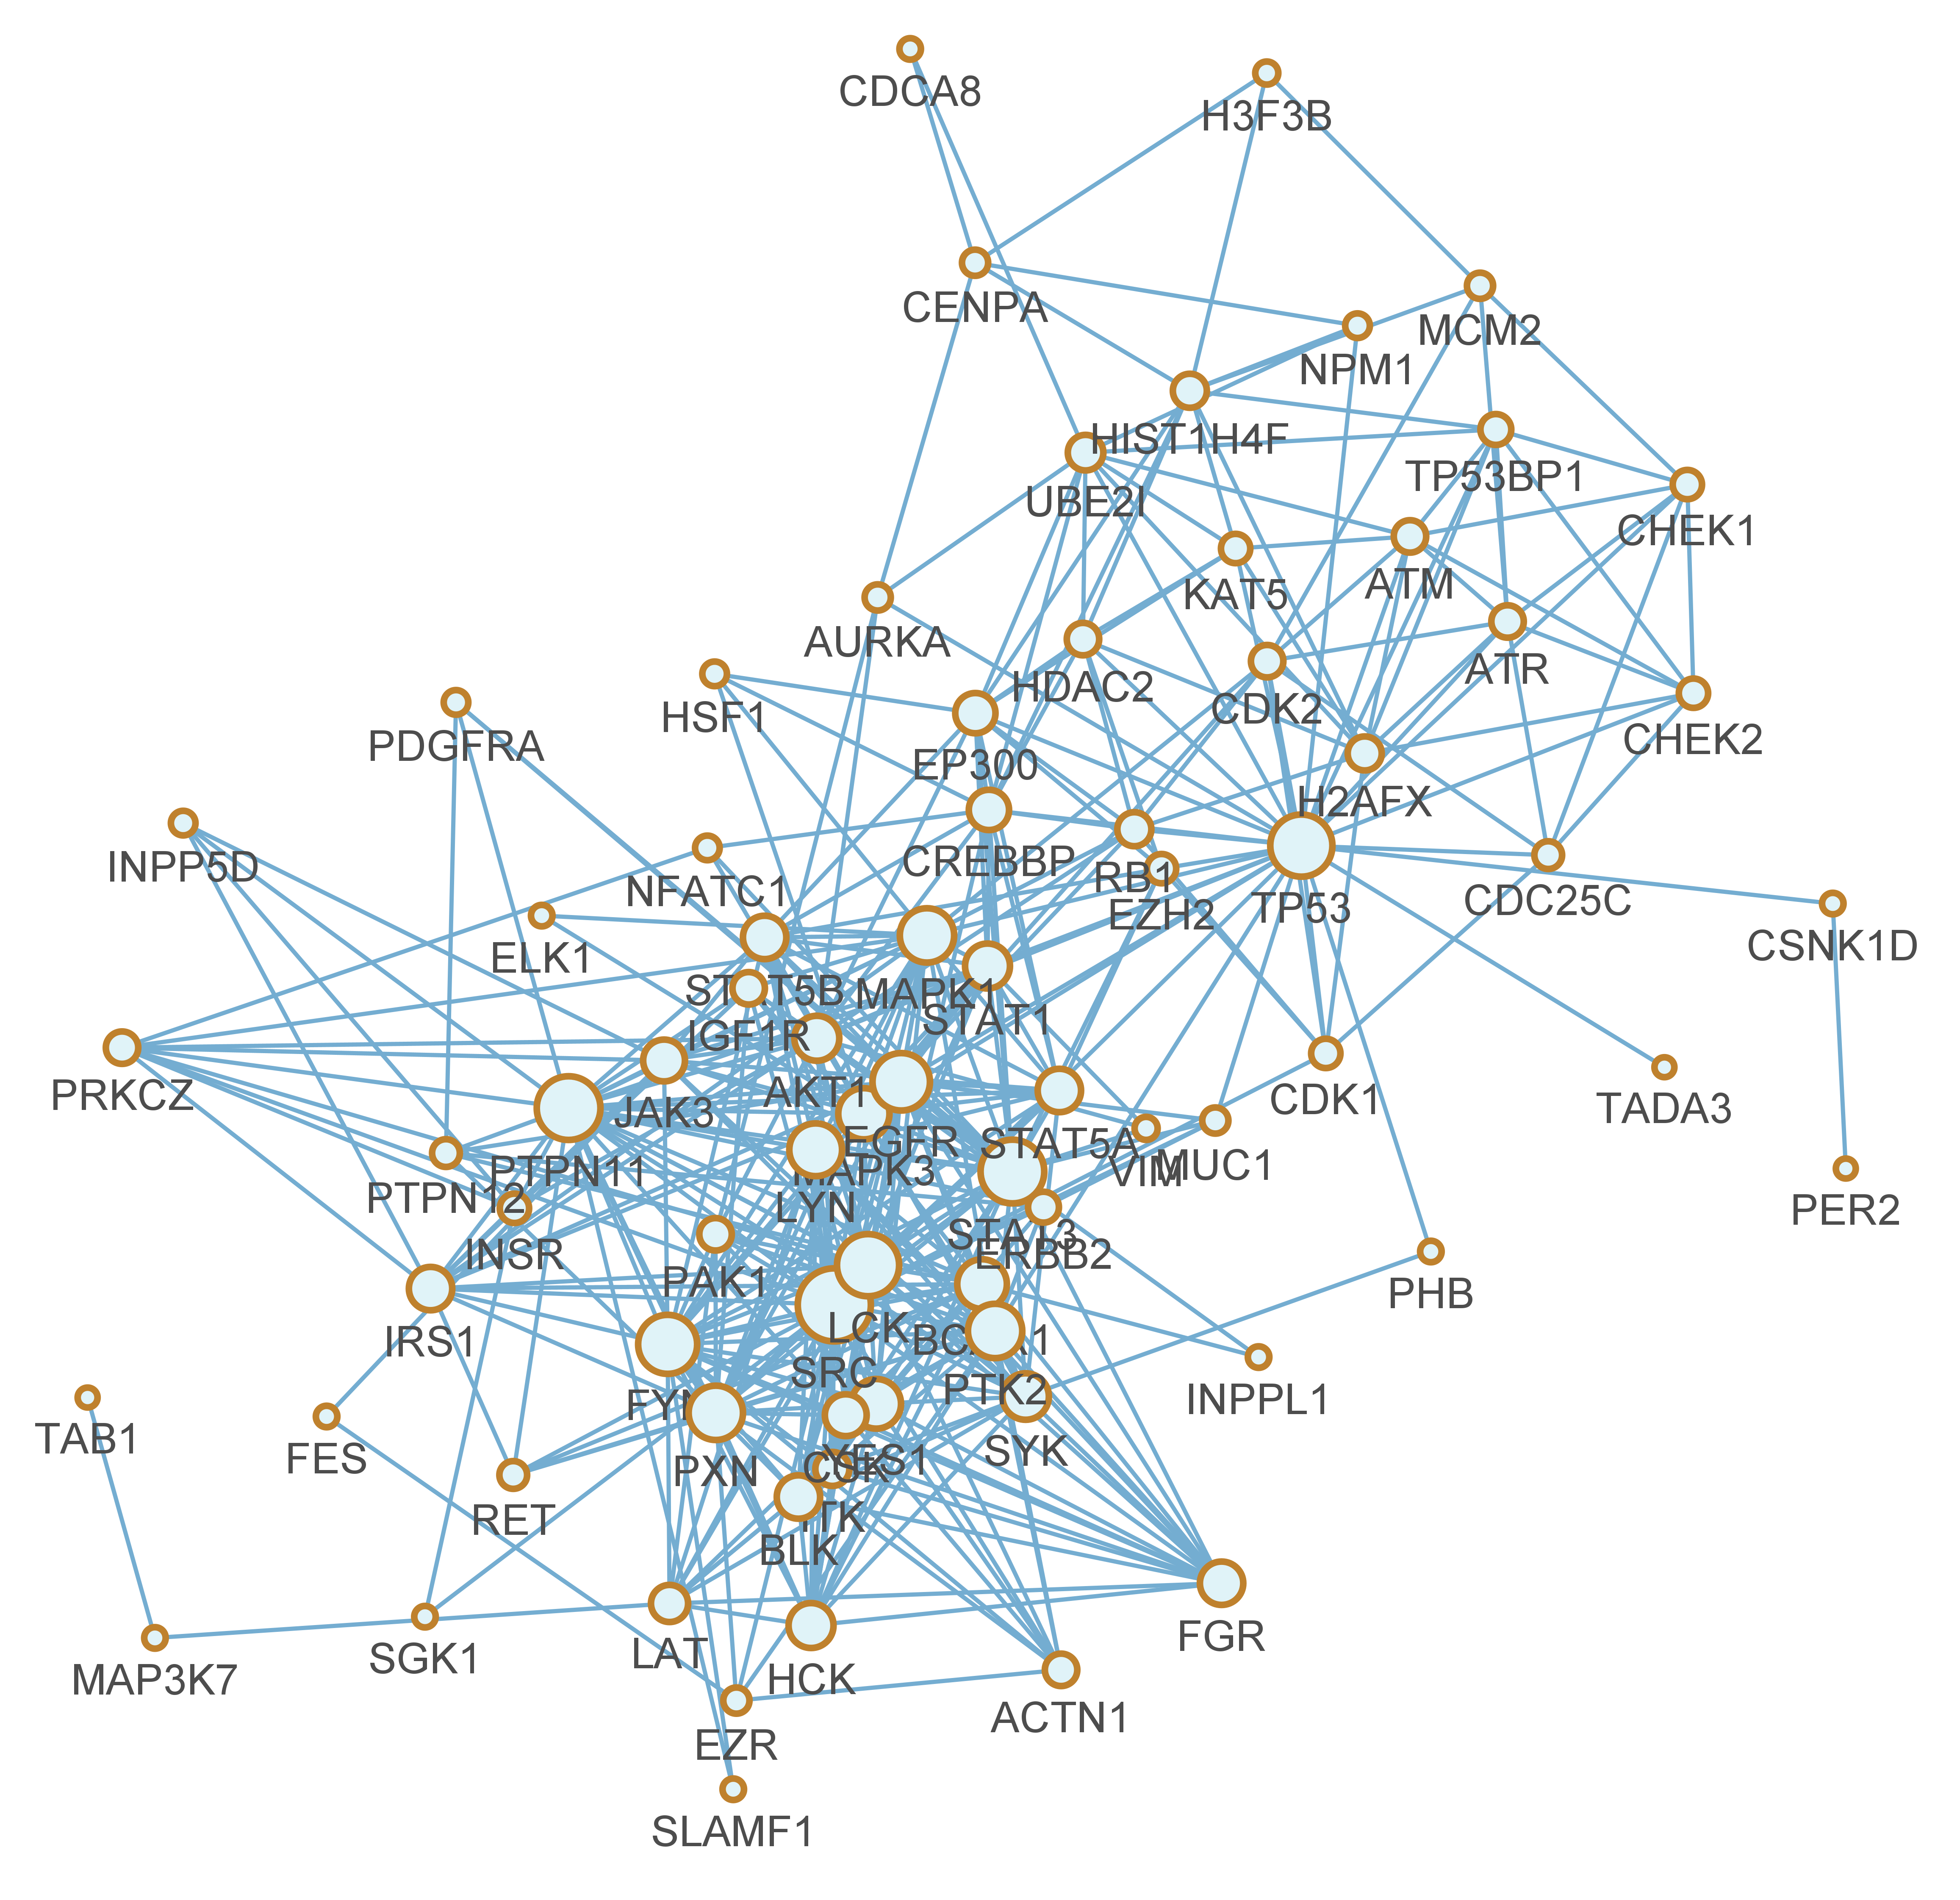 CDCA8
H3F3B
CENPA
MCM2
NPM1
HIST1H4F
TP53BP1
UBE2I
CHEK1
KAT5
ATM
AURKA
HDAC2
ATR
HSF1
CDK2
PDGFRA
CHEK2
EP300
H2AFX
INPP5D
CREBBP
RB1
NFATC1
EZH2
TP53
CDC25C
ELK1
CSNK1D
STAT5B
MAPK1
STAT1
IGF1R
PRKCZ
AKT1
JAK3
CDK1
TADA3
EGFR
STAT5A
PTPN11
MAPK3
VIM
MUC1
PTPN12
LYN
PER2
STAT3
INSR
ERBB2
PAK1
PHB
LCK
IRS1
BCAR1
SRC
PTK2
FYN
INPPL1
TAB1
SYK
FES
YES1
CSK
PXN
RET
ITK
BLK
FGR
LAT
SGK1
MAP3K7
HCK
ACTN1
EZR
SLAMF1